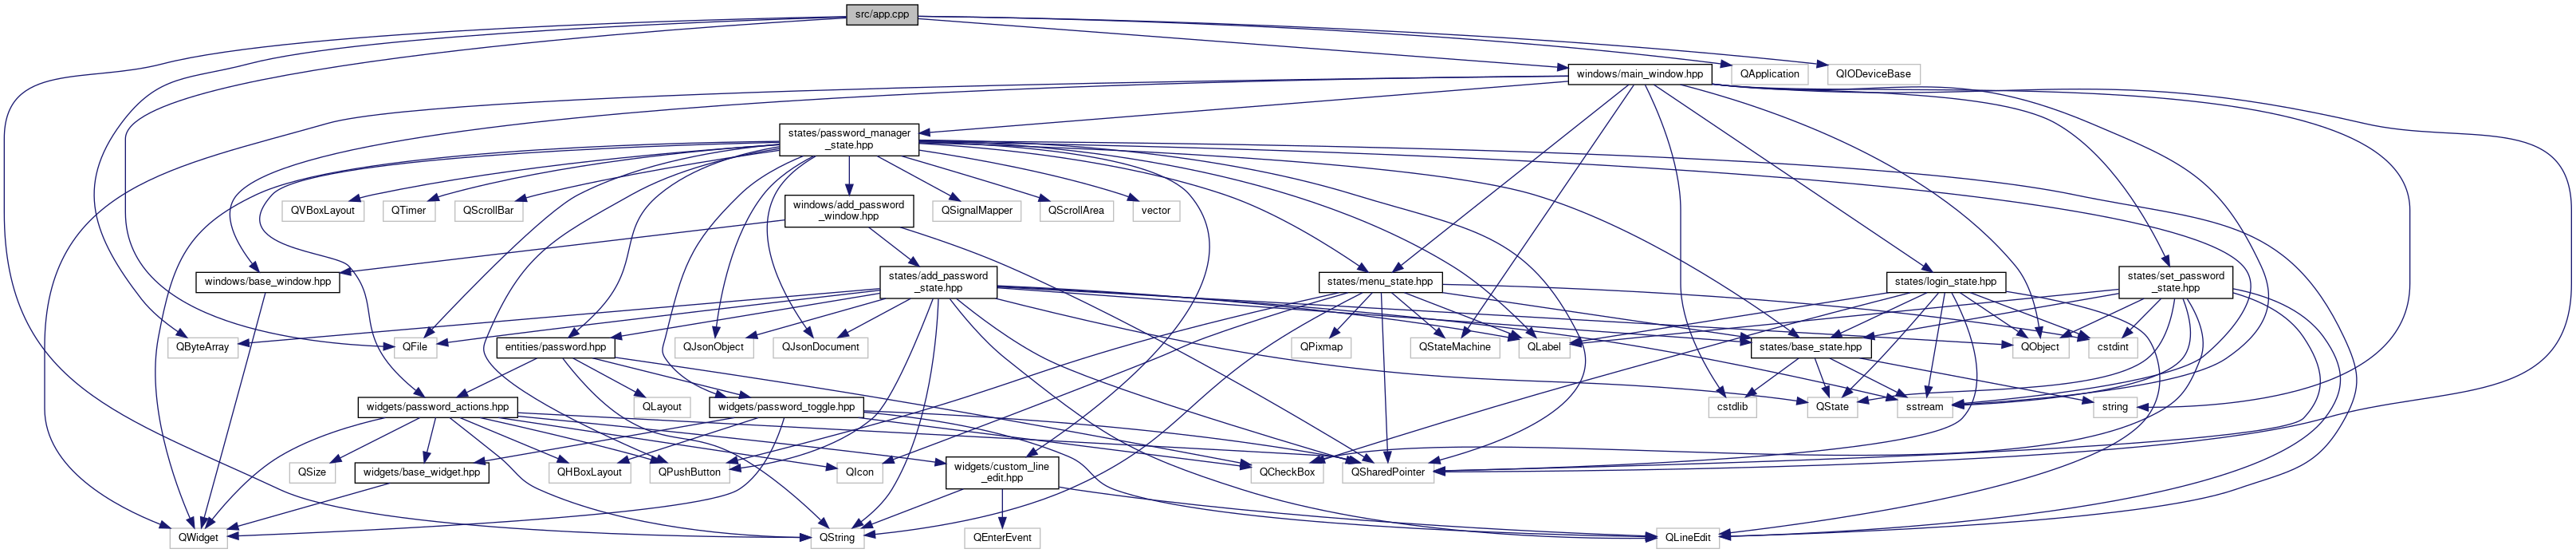 src/app.cpp
windows/main_window.hpp
QApplication
QIODeviceBase
states/password_manager
_state.hpp
QVBoxLayout
QTimer
QScrollBar
windows/add_password
_window.hpp
QSignalMapper
QScrollArea
vector
windows/base_window.hpp
states/add_password
_state.hpp
states/menu_state.hpp
states/login_state.hpp
states/set_password
_state.hpp
QByteArray
QFile
entities/password.hpp
QJsonObject
QJsonDocument
QPixmap
QStateMachine
QLabel
states/base_state.hpp
QObject
cstdint
widgets/password_actions.hpp
QLayout
widgets/password_toggle.hpp
cstdlib
QState
sstream
string
QSize
widgets/base_widget.hpp
QHBoxLayout
QPushButton
QIcon
widgets/custom_line
_edit.hpp
QCheckBox
QSharedPointer
QWidget
QString
QEnterEvent
QLineEdit